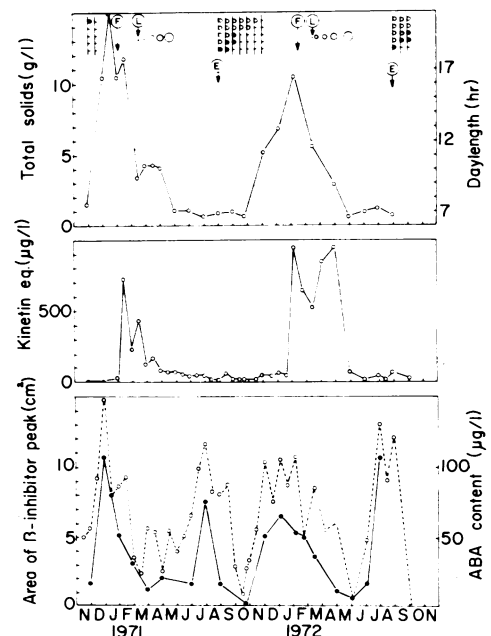 F L F L
E E
Total solids (g/l)
10
5
0
17
12
7
Daylength (hr)
Kinetin eq. (µg/l)
500
0
Area of β-inhibitor peak (cm²)
10
5
0
100
50
ABA content (µg/l)
N D J F M A M J J A S O N D J F M A M J J A S O N
1971 1972